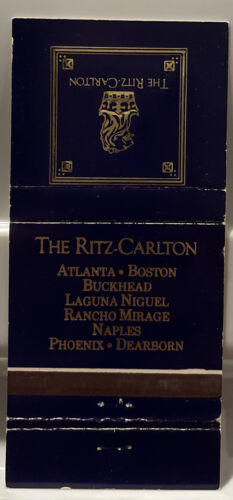 THE RITZ-CARLTON
THE RITZ-CARLTON
ATLANTA • BOSTON
BUCKHEAD
LAGUNA NIGUEL
RANCHO MIRAGE
NAPLES
PHOENIX • DEARBORN